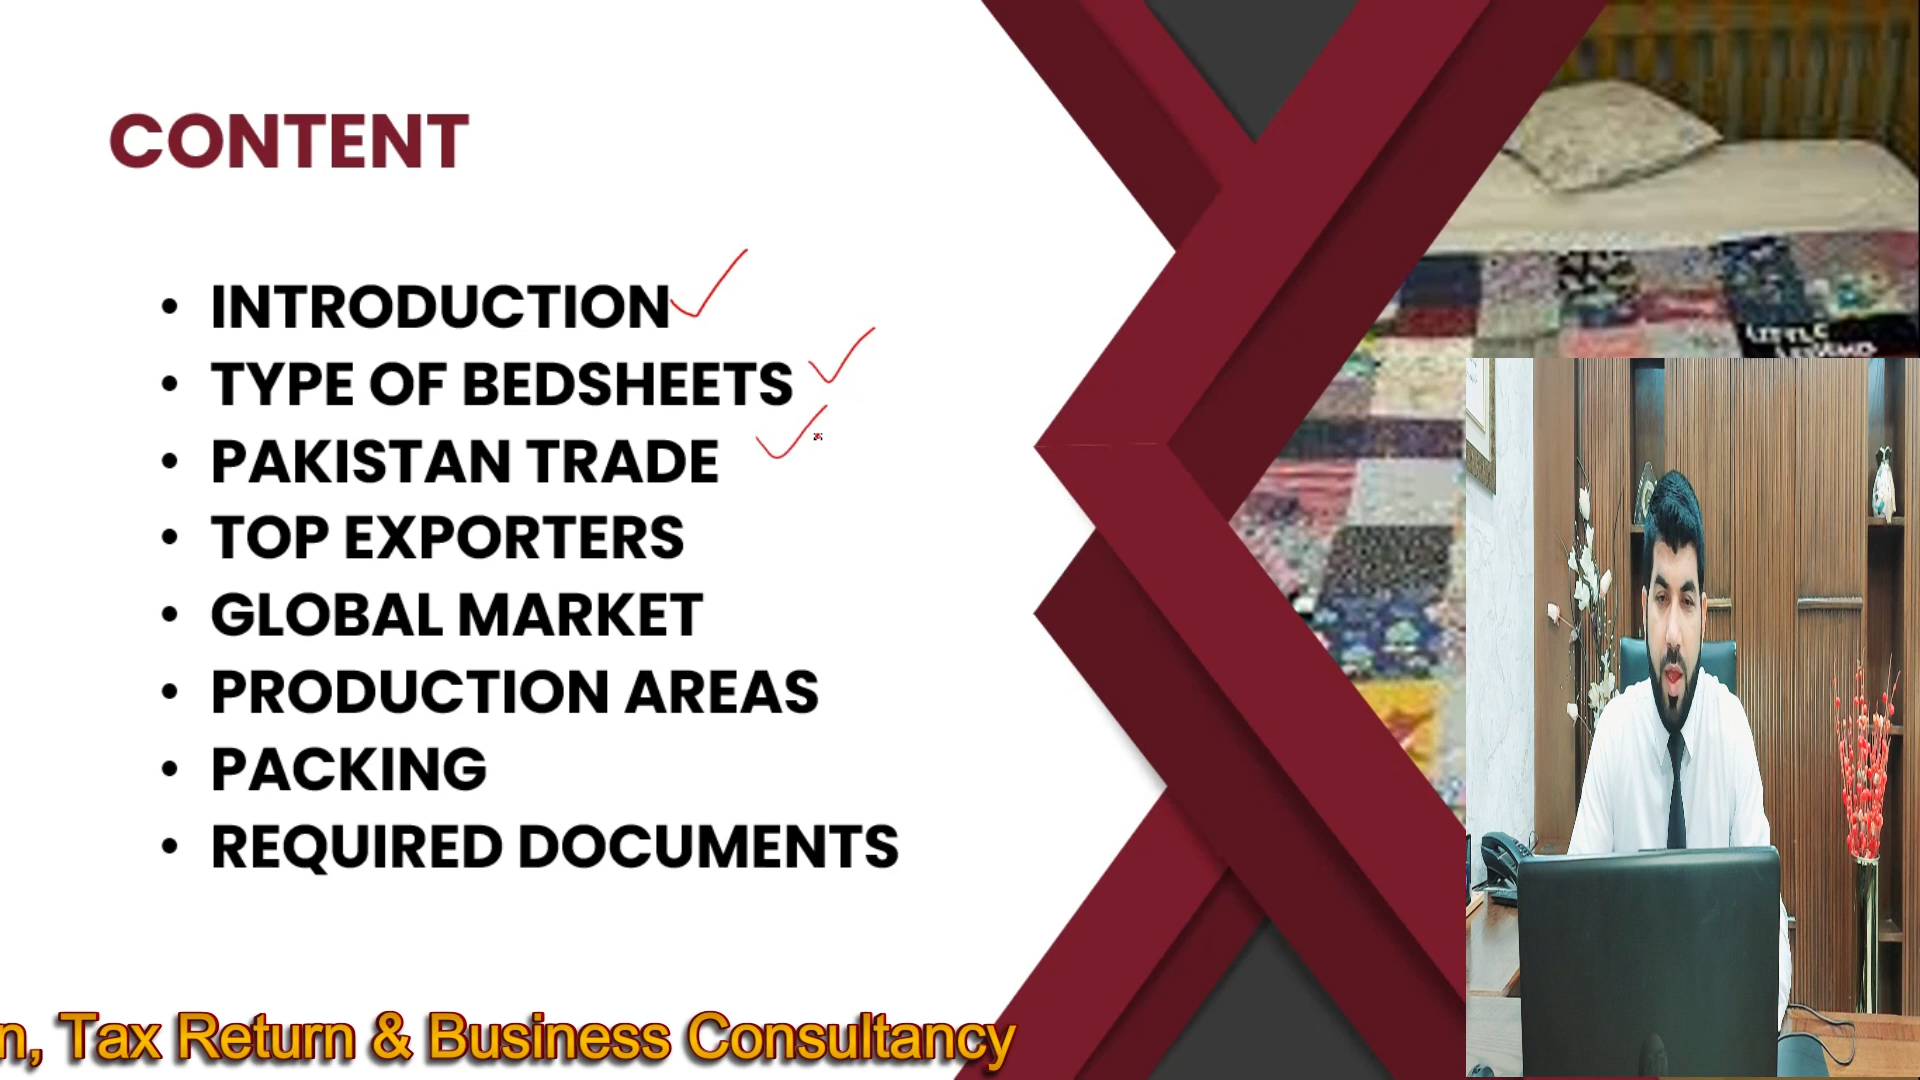 CONTENT
• INTRODUCTION
• TYPE OF BEDSHEETS
• PAKISTAN TRADE
• TOP EXPORTERS
• GLOBAL MARKET
• PRODUCTION AREAS
• PACKING
• REQUIRED DOCUMENTS
n, Tax Return & Business Consultancy